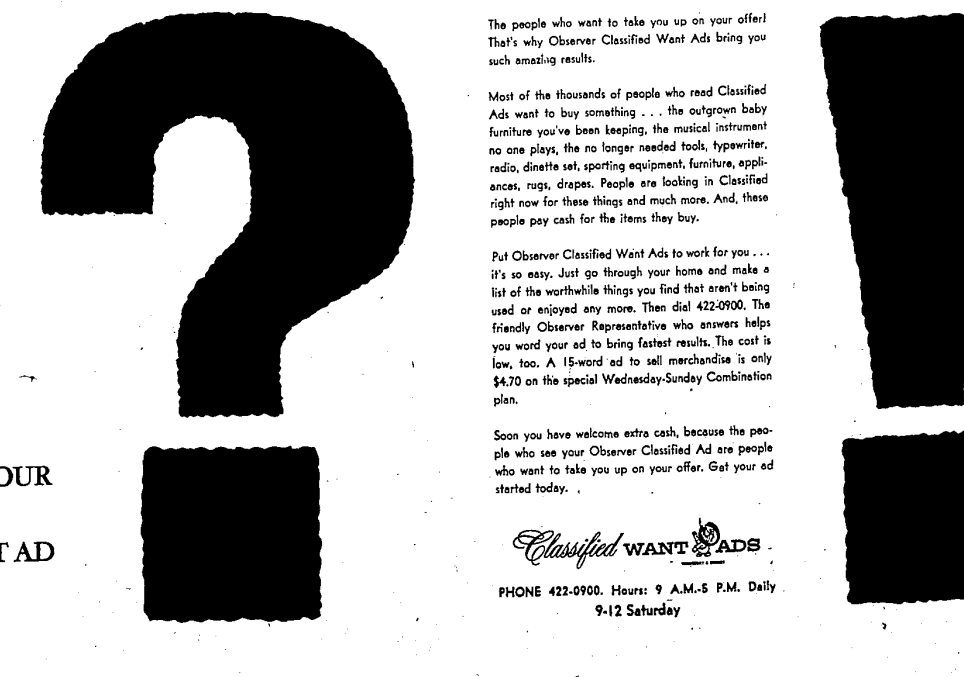 OUR
T AD
The people who want to take you up on your offer!
That's why Observer Classified Want Ads bring you
such amazing results.
Most of the thousands of people who read Classified
Ads want to buy something . . . the outgrown baby
furniture you've been keeping, the musical instrument
no one plays, the no longer needed tools, typewriter,
radio, dinette set, sporting equipment, furniture, appli-
ances, rugs, drapes. People are looking in Classified
right now for these things and much more. And, these
people pay cash for the items they buy.
Put Observer Classified Want Ads to work for you . . .
it's so easy. Just go through your home and make a
list of the worthwhile things you find that aren't being
used or enjoyed any more. Then dial 422-0900. The
friendly Observer Representative who answers helps
you word your ad to bring fastest results. The cost is
low, too. A 15-word ad to sell merchandise is only
$4.70 on the special Wednesday-Sunday Combination
plan.
Soon you have welcome extra cash, because the peo-
ple who see your Observer Classified Ad are people
who want to take you up on your offer. Get your ad
started today.
Classified WANT ADS
PHONE 422-0900. Hours: 9 A.M.-5 P.M. Daily
9-12 Saturday